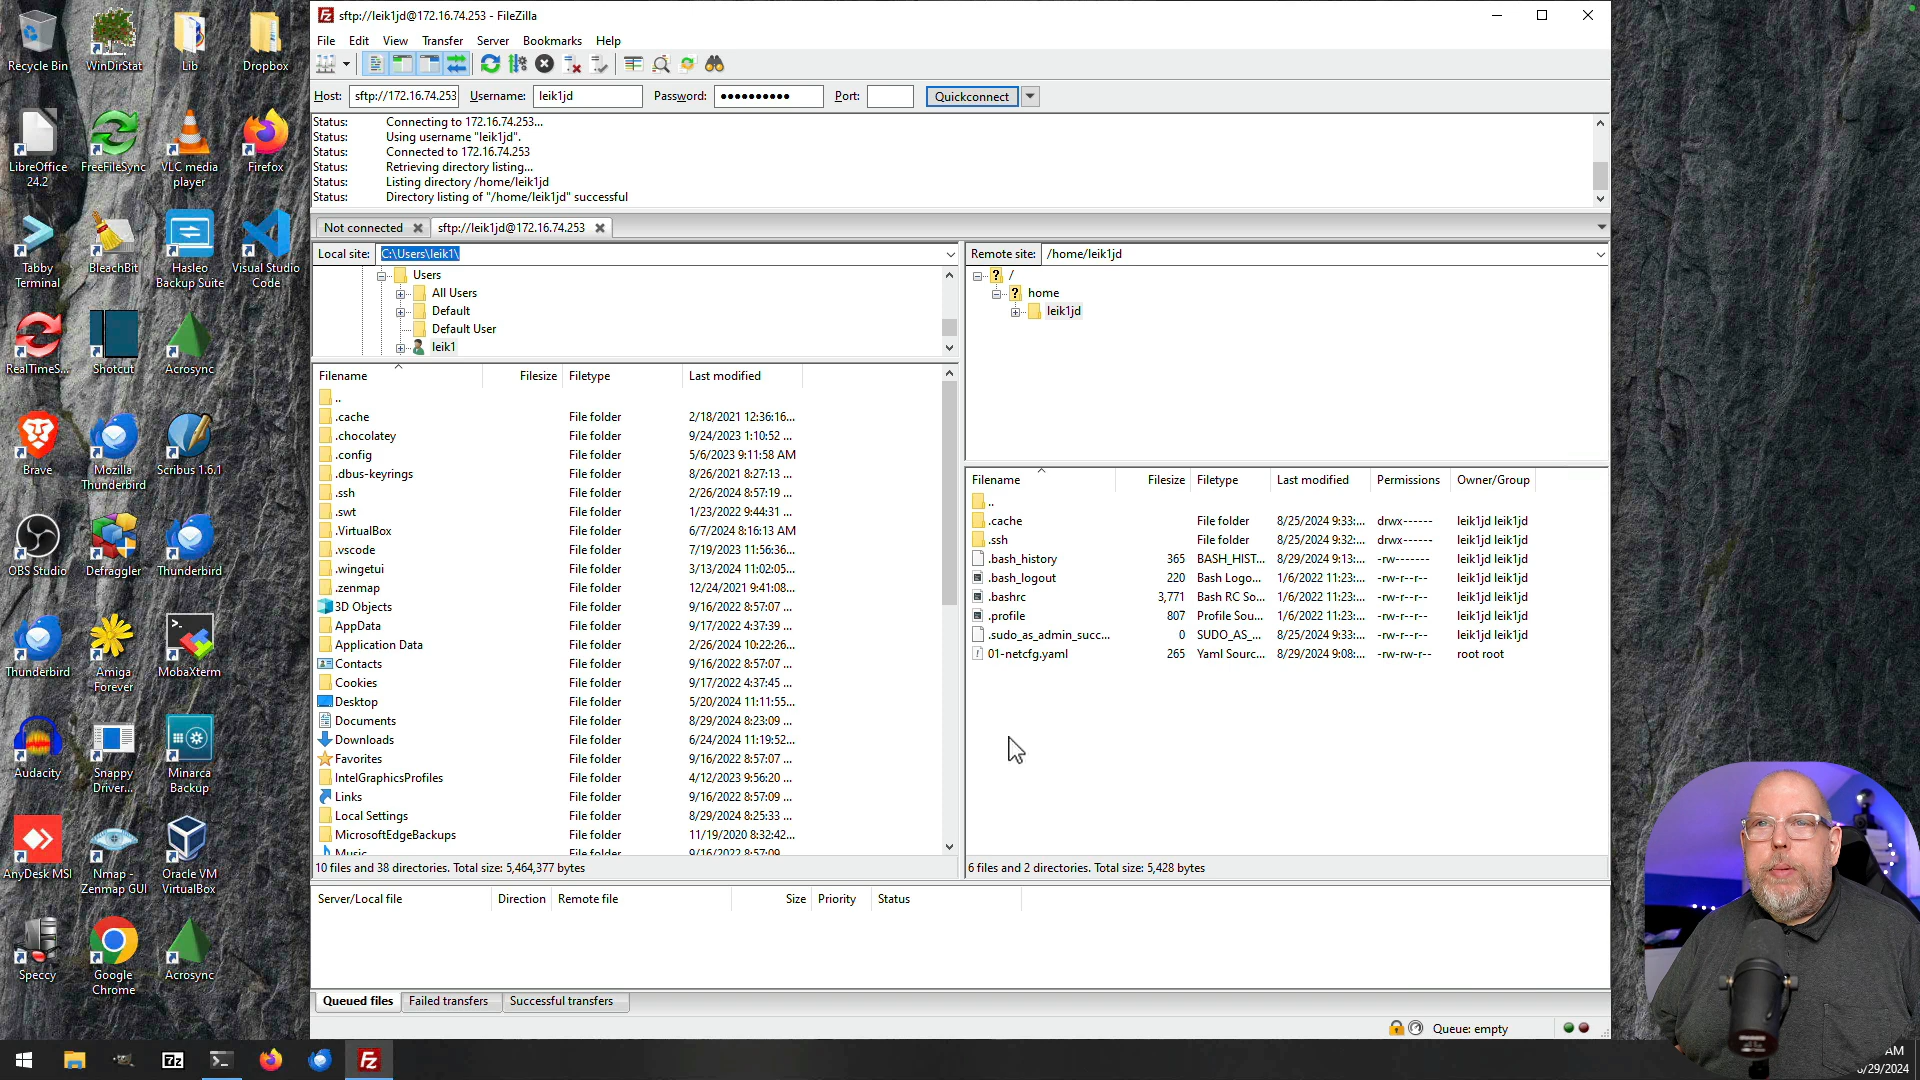 sftp://leik1jd@172.16.74.253 - FileZilla
File Edit View Transfer Server Bookmarks Help
Host: sftp://172.16.74.253 Username: leik1jd Password: ●●●●●●●●●● Port: Quickconnect
Status: Connecting to 172.16.74.253...
Status: Using username "leik1jd".
Status: Connected to 172.16.74.253
Status: Retrieving directory listing...
Status: Listing directory /home/leik1jd
Status: Directory listing of "/home/leik1jd" successful
Not connected sftp://leik1jd@172.16.74.253
Local site: C:\Users\leik1\
Users
All Users
Default
Default User
leik1
Filename Filesize Filetype Last modified
..
.cache File folder 2/18/2021 12:36:16...
.chocolatey File folder 9/24/2023 1:10:52 ...
.config File folder 5/6/2023 9:11:58 AM
.dbus-keyrings File folder 8/26/2021 8:27:13 ...
.ssh File folder 2/26/2024 8:57:19 ...
.swt File folder 1/23/2022 9:44:31 ...
.VirtualBox File folder 6/7/2024 8:16:13 AM
.vscode File folder 7/19/2023 11:56:36...
.wingetui File folder 3/13/2024 11:02:05...
.zenmap File folder 12/24/2021 9:41:08...
3D Objects File folder 9/16/2022 8:57:07 ...
AppData File folder 9/17/2022 4:37:39 ...
Application Data File folder 2/26/2024 10:22:26...
Contacts File folder 9/16/2022 8:57:07 ...
Cookies File folder 9/17/2022 4:37:45 ...
Desktop File folder 5/20/2024 11:11:55...
Documents File folder 8/29/2024 8:23:09 ...
Downloads File folder 6/24/2024 11:19:52...
Favorites File folder 9/16/2022 8:57:07 ...
IntelGraphicsProfiles File folder 4/12/2023 9:56:20 ...
Links File folder 9/16/2022 8:57:09 ...
Local Settings File folder 8/29/2024 8:25:33 ...
MicrosoftEdgeBackups File folder 11/19/2020 8:32:42...
Music File folder 9/16/2022 8:57:09 ...
10 files and 38 directories. Total size: 5,464,377 bytes
Remote site: /home/leik1jd
/
home
leik1jd
Filename Filesize Filetype Last modified Permissions Owner/Group
..
.cache File folder 8/25/2024 9:33:... drwx------ leik1jd leik1jd
.ssh File folder 8/25/2024 9:32:... drwx------ leik1jd leik1jd
.bash_history 365 BASH_HIST... 8/29/2024 9:13:... -rw------- leik1jd leik1jd
.bash_logout 220 Bash Logo... 1/6/2022 11:23:... -rw-r--r-- leik1jd leik1jd
.bashrc 3,771 Bash RC So... 1/6/2022 11:23:... -rw-r--r-- leik1jd leik1jd
.profile 807 Profile Sou... 1/6/2022 11:23:... -rw-r--r-- leik1jd leik1jd
.sudo_as_admin_succ... 0 SUDO_AS_... 8/25/2024 9:33:... -rw-r--r-- leik1jd leik1jd
01-netcfg.yaml 265 Yaml Sourc... 8/29/2024 9:08:... -rw-rw-r-- root root
6 files and 2 directories. Total size: 5,428 bytes
Server/Local file Direction Remote file Size Priority Status
Queued files Failed transfers Successful transfers
Queue: empty
Recycle Bin WinDirStat Lib Dropbox
LibreOffice 24.2 FreeFileSync VLC media player Firefox
Tabby Terminal BleachBit Hasleo Backup Suite Visual Studio Code
RealTimeS... Shotcut Acrosync
Brave Mozilla Thunderbird Scribus 1.6.1
OBS Studio Defraggler Thunderbird
Thunderbird Amiga Forever MobaXterm
Audacity Snappy Driver... Minarca Backup
AnyDesk MSI Nmap - Zenmap GUI Oracle VM VirtualBox
Speccy Google Chrome Acrosync
7z
Fz
AM
/29/2024